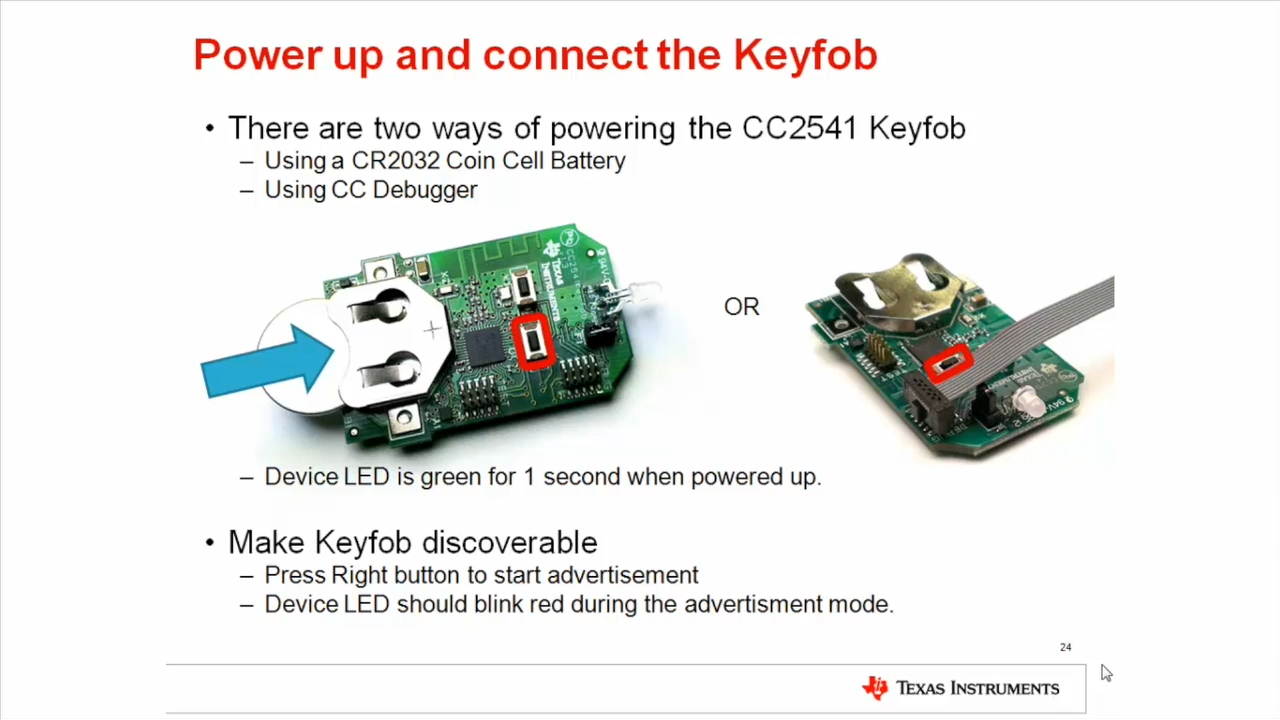 Power up and connect the Keyfob
• There are two ways of powering the CC2541 Keyfob
– Using a CR2032 Coin Cell Battery
– Using CC Debugger
TEXAS
INSTRUMENTS
OR
– Device LED is green for 1 second when powered up.
• Make Keyfob discoverable
– Press Right button to start advertisement
– Device LED should blink red during the advertisment mode.
24
TEXAS INSTRUMENTS